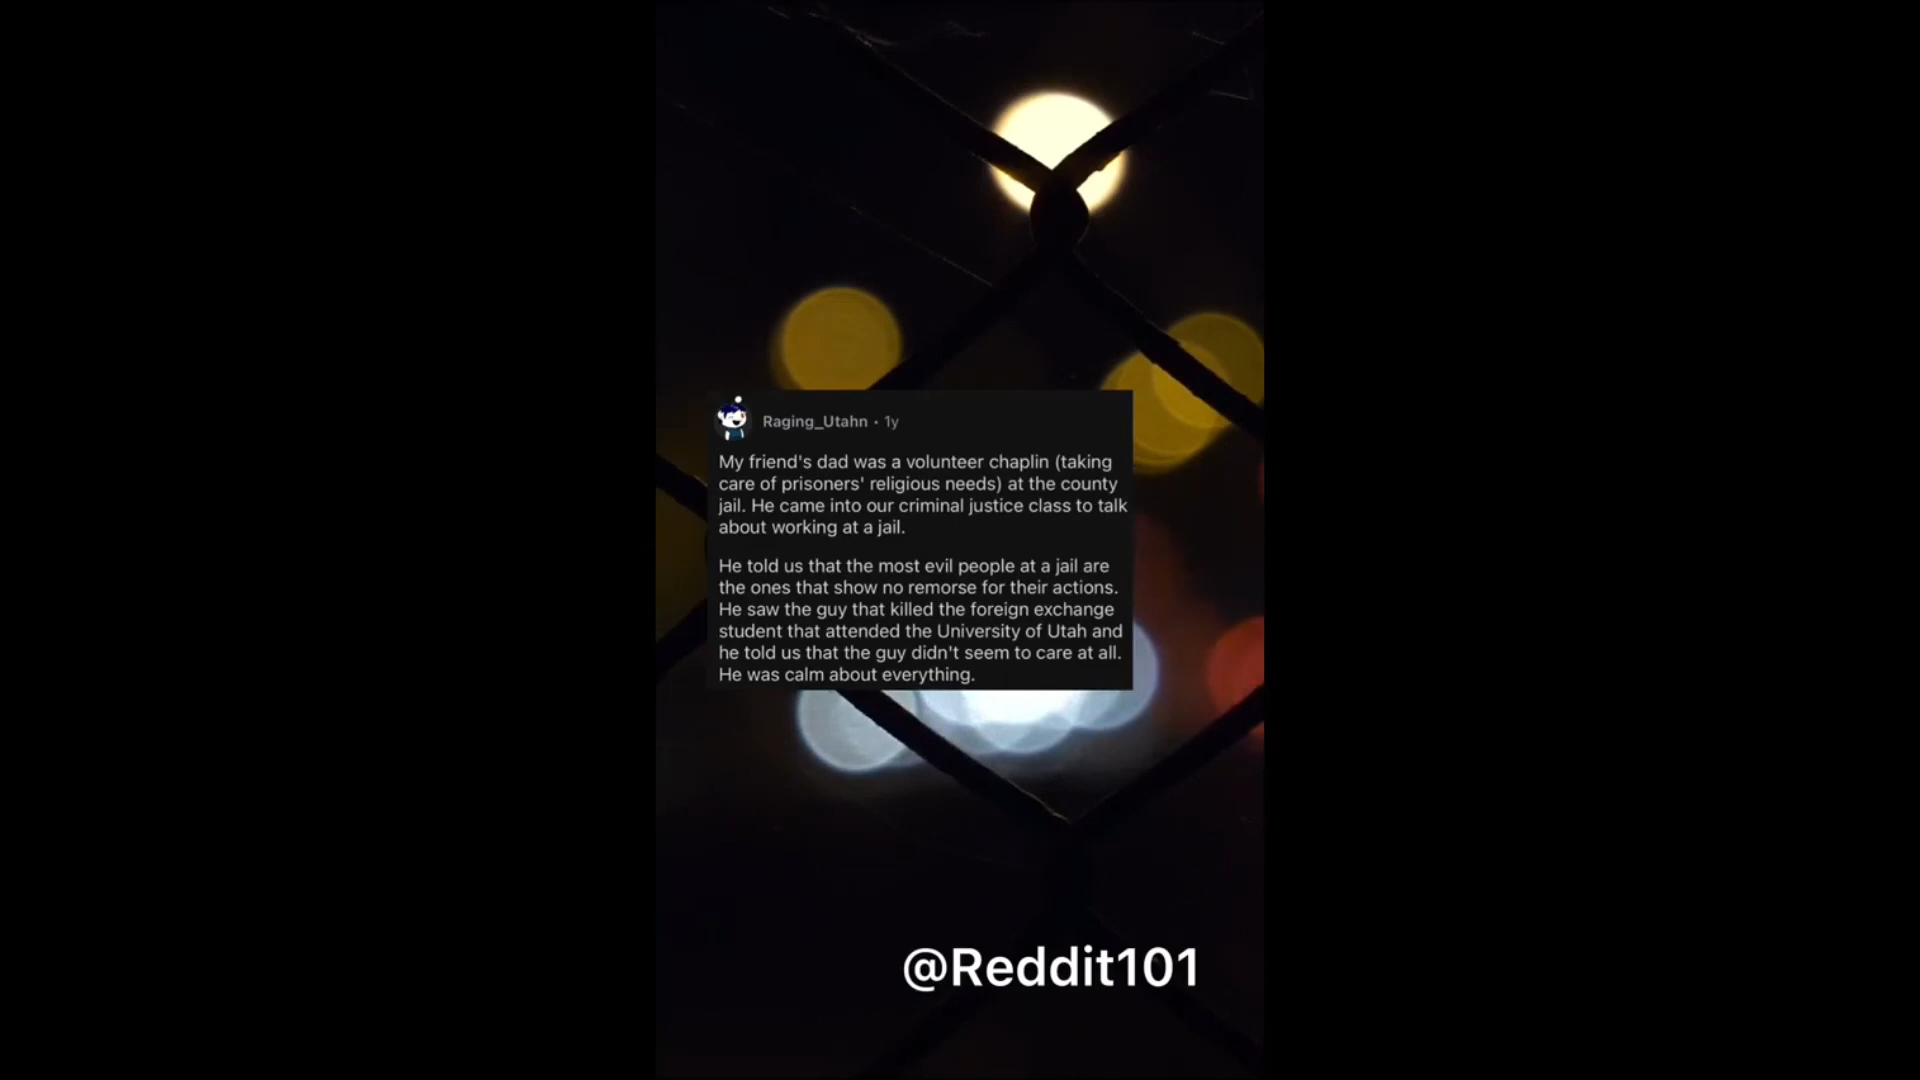 Raging_Utahn · 1y
My friend's dad was a volunteer chaplin (taking
care of prisoners' religious needs) at the county
jail. He came into our criminal justice class to talk
about working at a jail.
He told us that the most evil people at a jail are
the ones that show no remorse for their actions.
He saw the guy that killed the foreign exchange
student that attended the University of Utah and
he told us that the guy didn't seem to care at all.
He was calm about everything.
@Reddit101